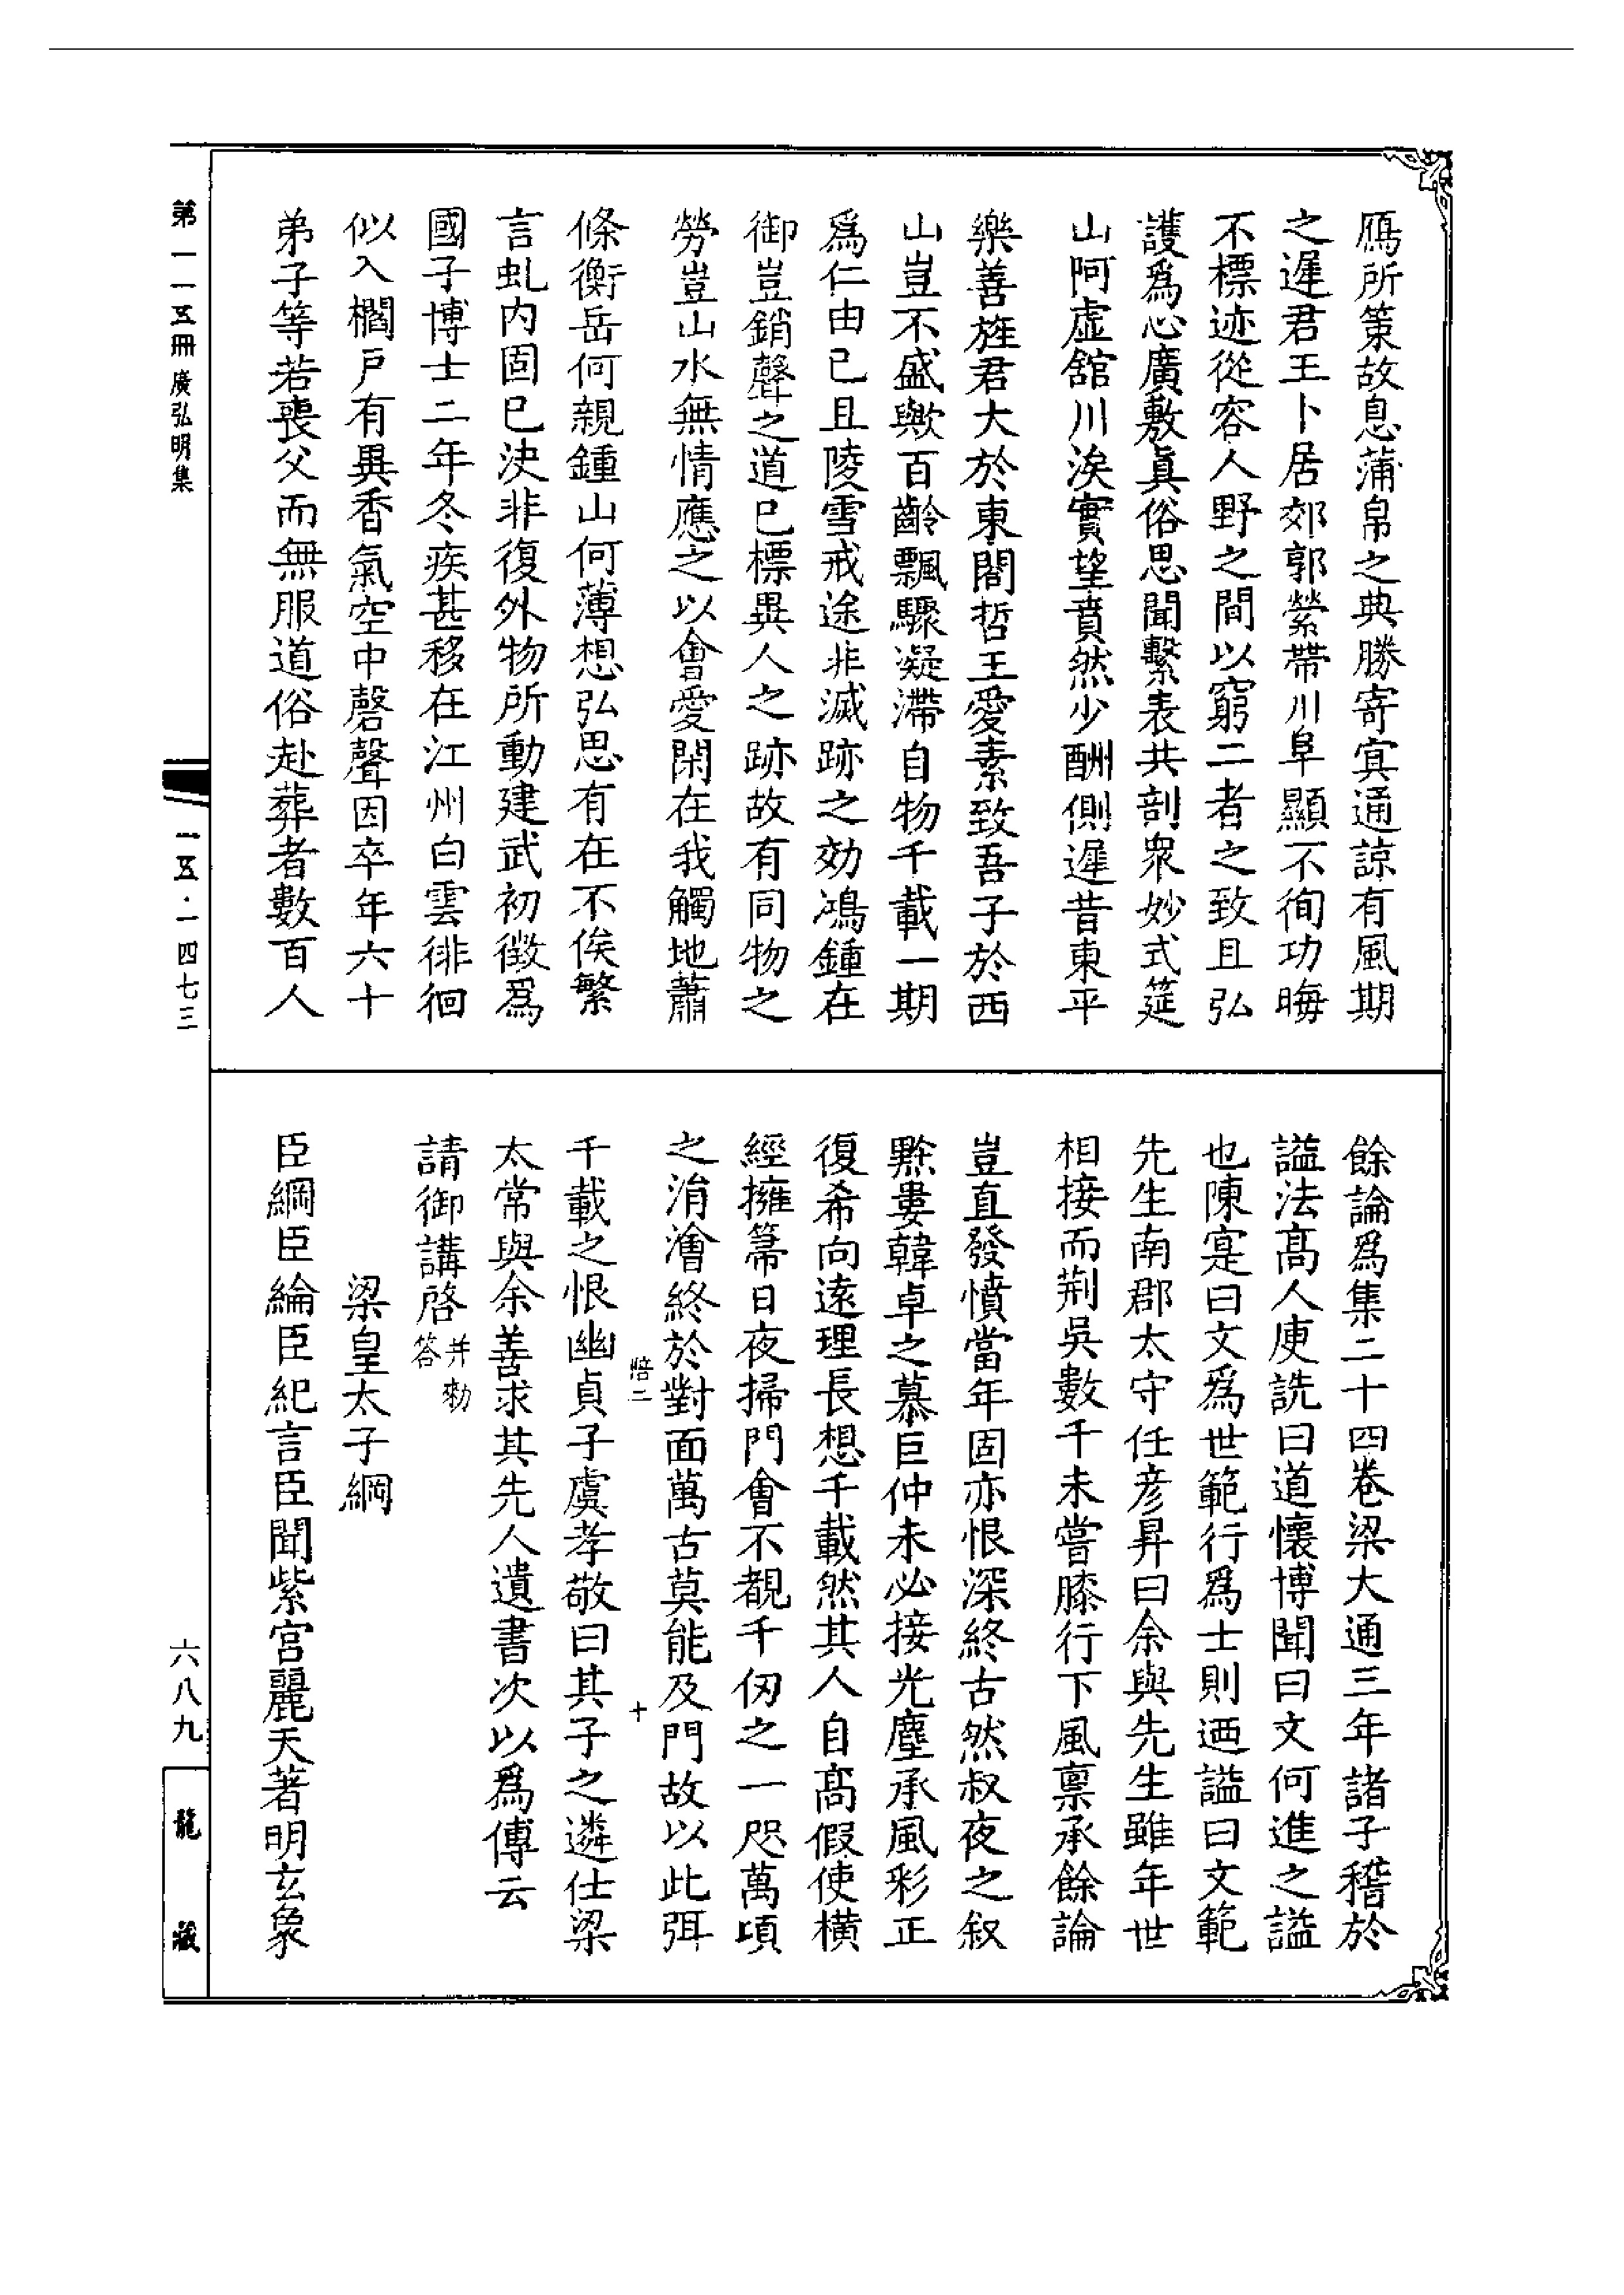 鴈所策故息蒲帛之典勝寄冥通諒有風期
之遲君王卜居郊郭縈帶川阜顯不徇功晦
不標迹從容人野之間以窮二者之致且弘
護爲心廣敷眞俗思聞繫表共剖衆妙式筵
山阿虛館川涘實望賁然少酬側遲昔東平
樂善旌君大於東閤哲王愛素致吾子於西
山豈不盛歟百齡飄驟凝滯自物千載一期
爲仁由已且陵雪戒途非滅跡之効鴻鍾在
御豈銷聲之道已標異人之跡故有同物之
勞豈山水無情應之以會愛閑在我觸地蕭
條衡岳何親鍾山何薄想弘思有在不俟繁
言虬内固已決非復外物所動建武初徵爲
國子博士二年冬疾甚移在江州白雲徘徊
似入櫩戸有異香氣空中磬聲因卒年六十
弟子等若喪父而無服道俗赴葬者數百人
餘論爲集二十四卷梁大通三年諸子稽於
謚法髙人庾詵曰道懷博聞曰文何進之謚
也陳寔曰文爲世範行爲士則迺謚曰文範
先生南郡太守任彥昇曰余與先生雖年世
相接而荆吳數千未嘗膝行下風禀承餘論
豈直發憤當年固亦恨深終古然叔夜之叙
黙婁韓卓之慕巨仲未必接光塵承風彩正
復希向遠理長想千載然其人自髙假使橫
經擁篲日夜掃門會不覩千仞之一咫萬頃
之涓澮終於對面萬古莫能及門故以此弭
千載之恨幽貞子虞孝敬曰其子之遴仕梁
太常與余善求其先人遺書次以爲傳云
請御講啓并勑答
梁皇太子綱
臣綱臣綸臣紀言臣聞紫宮麗天著明玄象
陪二
十
第一一五冊 廣弘明集
一一五·一四七三
六八九
龍藏